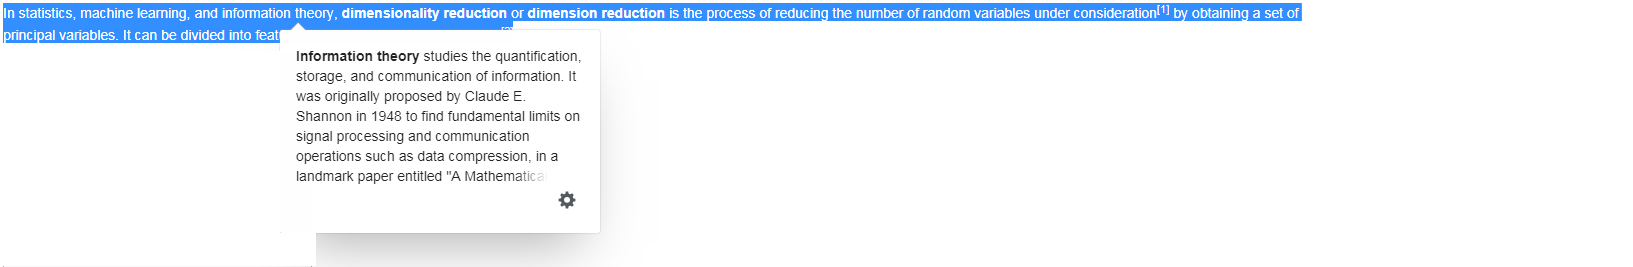 In statistics, machine learning, and information theory, dimensionality reduction or dimension reduction is the process of reducing the number of random variables under consideration[1] by obtaining a set of
principal variables. It can be divided into
Information theory studies the quantification,
storage, and communication of information. It
was originally proposed by Claude E.
Shannon in 1948 to find fundamental limits on
signal processing and communication
operations such as data compression, in a
landmark paper entitled "A Mathematica